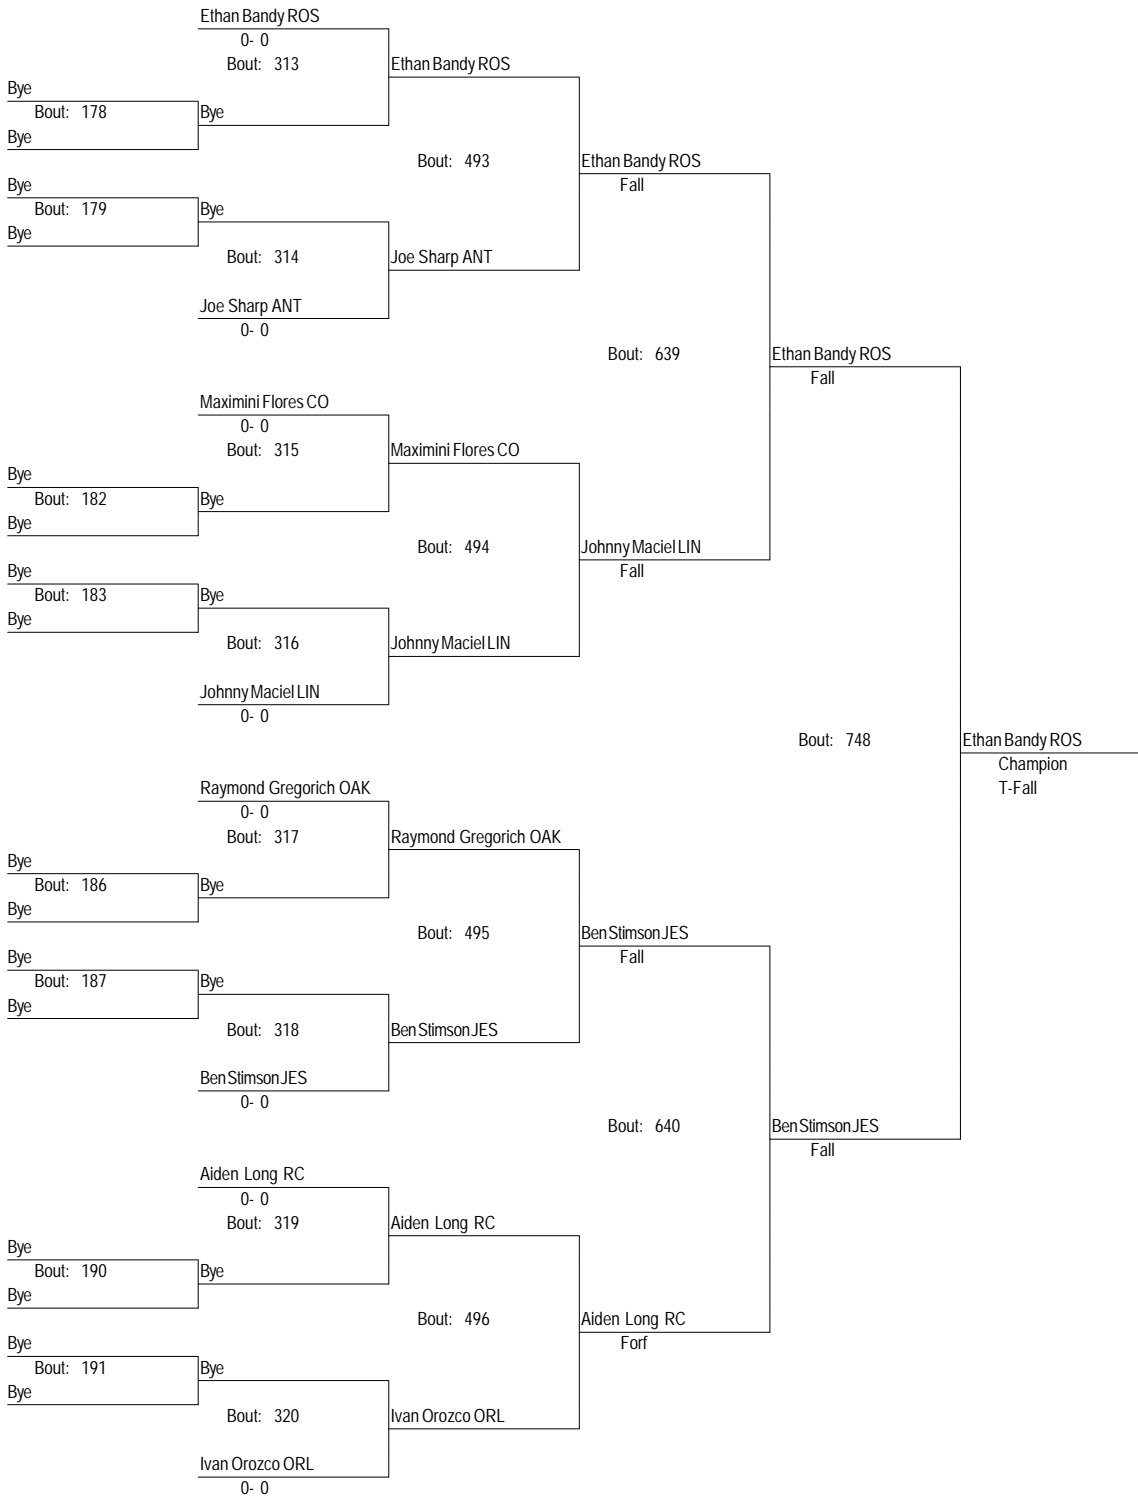 Ethan Bandy ROS
0- 0
Bout: 313
Ethan Bandy ROS
Bye
Bout: 178
Bye
Bye
Bout: 493
Ethan Bandy ROS
Fall
Bye
Bout: 179
Bye
Bye
Bout: 314
Joe Sharp ANT
Joe Sharp ANT
0- 0
Bout: 639
Ethan Bandy ROS
Fall
Maximini Flores CO
0- 0
Bout: 315
Maximini Flores CO
Bye
Bout: 182
Bye
Bye
Bout: 494
Johnny Maciel LIN
Fall
Bye
Bout: 183
Bye
Bye
Bout: 316
Johnny Maciel LIN
Johnny Maciel LIN
0- 0
Bout: 748
Ethan Bandy ROS
Champion
T-Fall
Raymond Gregorich OAK
0- 0
Bout: 317
Raymond Gregorich OAK
Bye
Bout: 186
Bye
Bye
Bout: 495
Ben Stimson JES
Fall
Bye
Bout: 187
Bye
Bye
Bout: 318
Ben Stimson JES
Ben Stimson JES
0- 0
Bout: 640
Ben Stimson JES
Fall
Aiden Long RC
0- 0
Bout: 319
Aiden Long RC
Bye
Bout: 190
Bye
Bye
Bout: 496
Aiden Long RC
Forf
Bye
Bout: 191
Bye
Bye
Bout: 320
Ivan Orozco ORL
Ivan Orozco ORL
0- 0